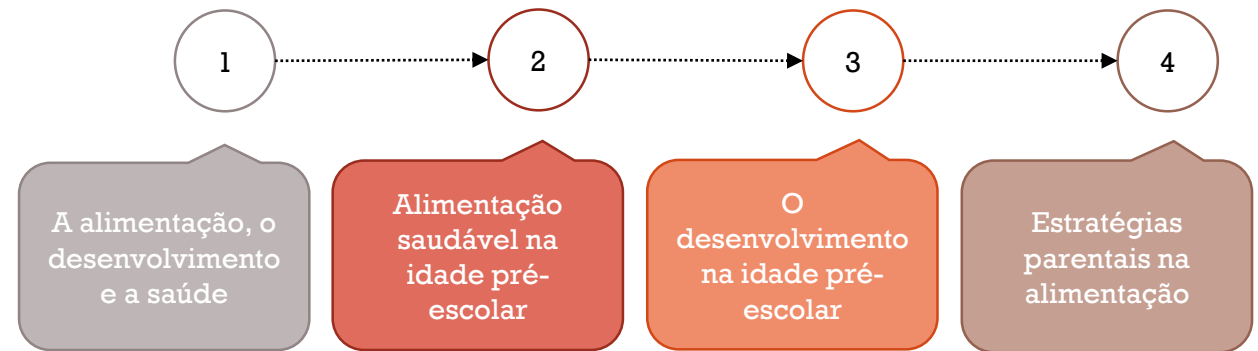 1
2
3
4
A alimentação, o
desenvolvimento
e a saúde
Alimentação
saudável na
idade pré-
escolar
O
desenvolvimento
na idade pré-
escolar
Estratégias
parentais na
alimentação